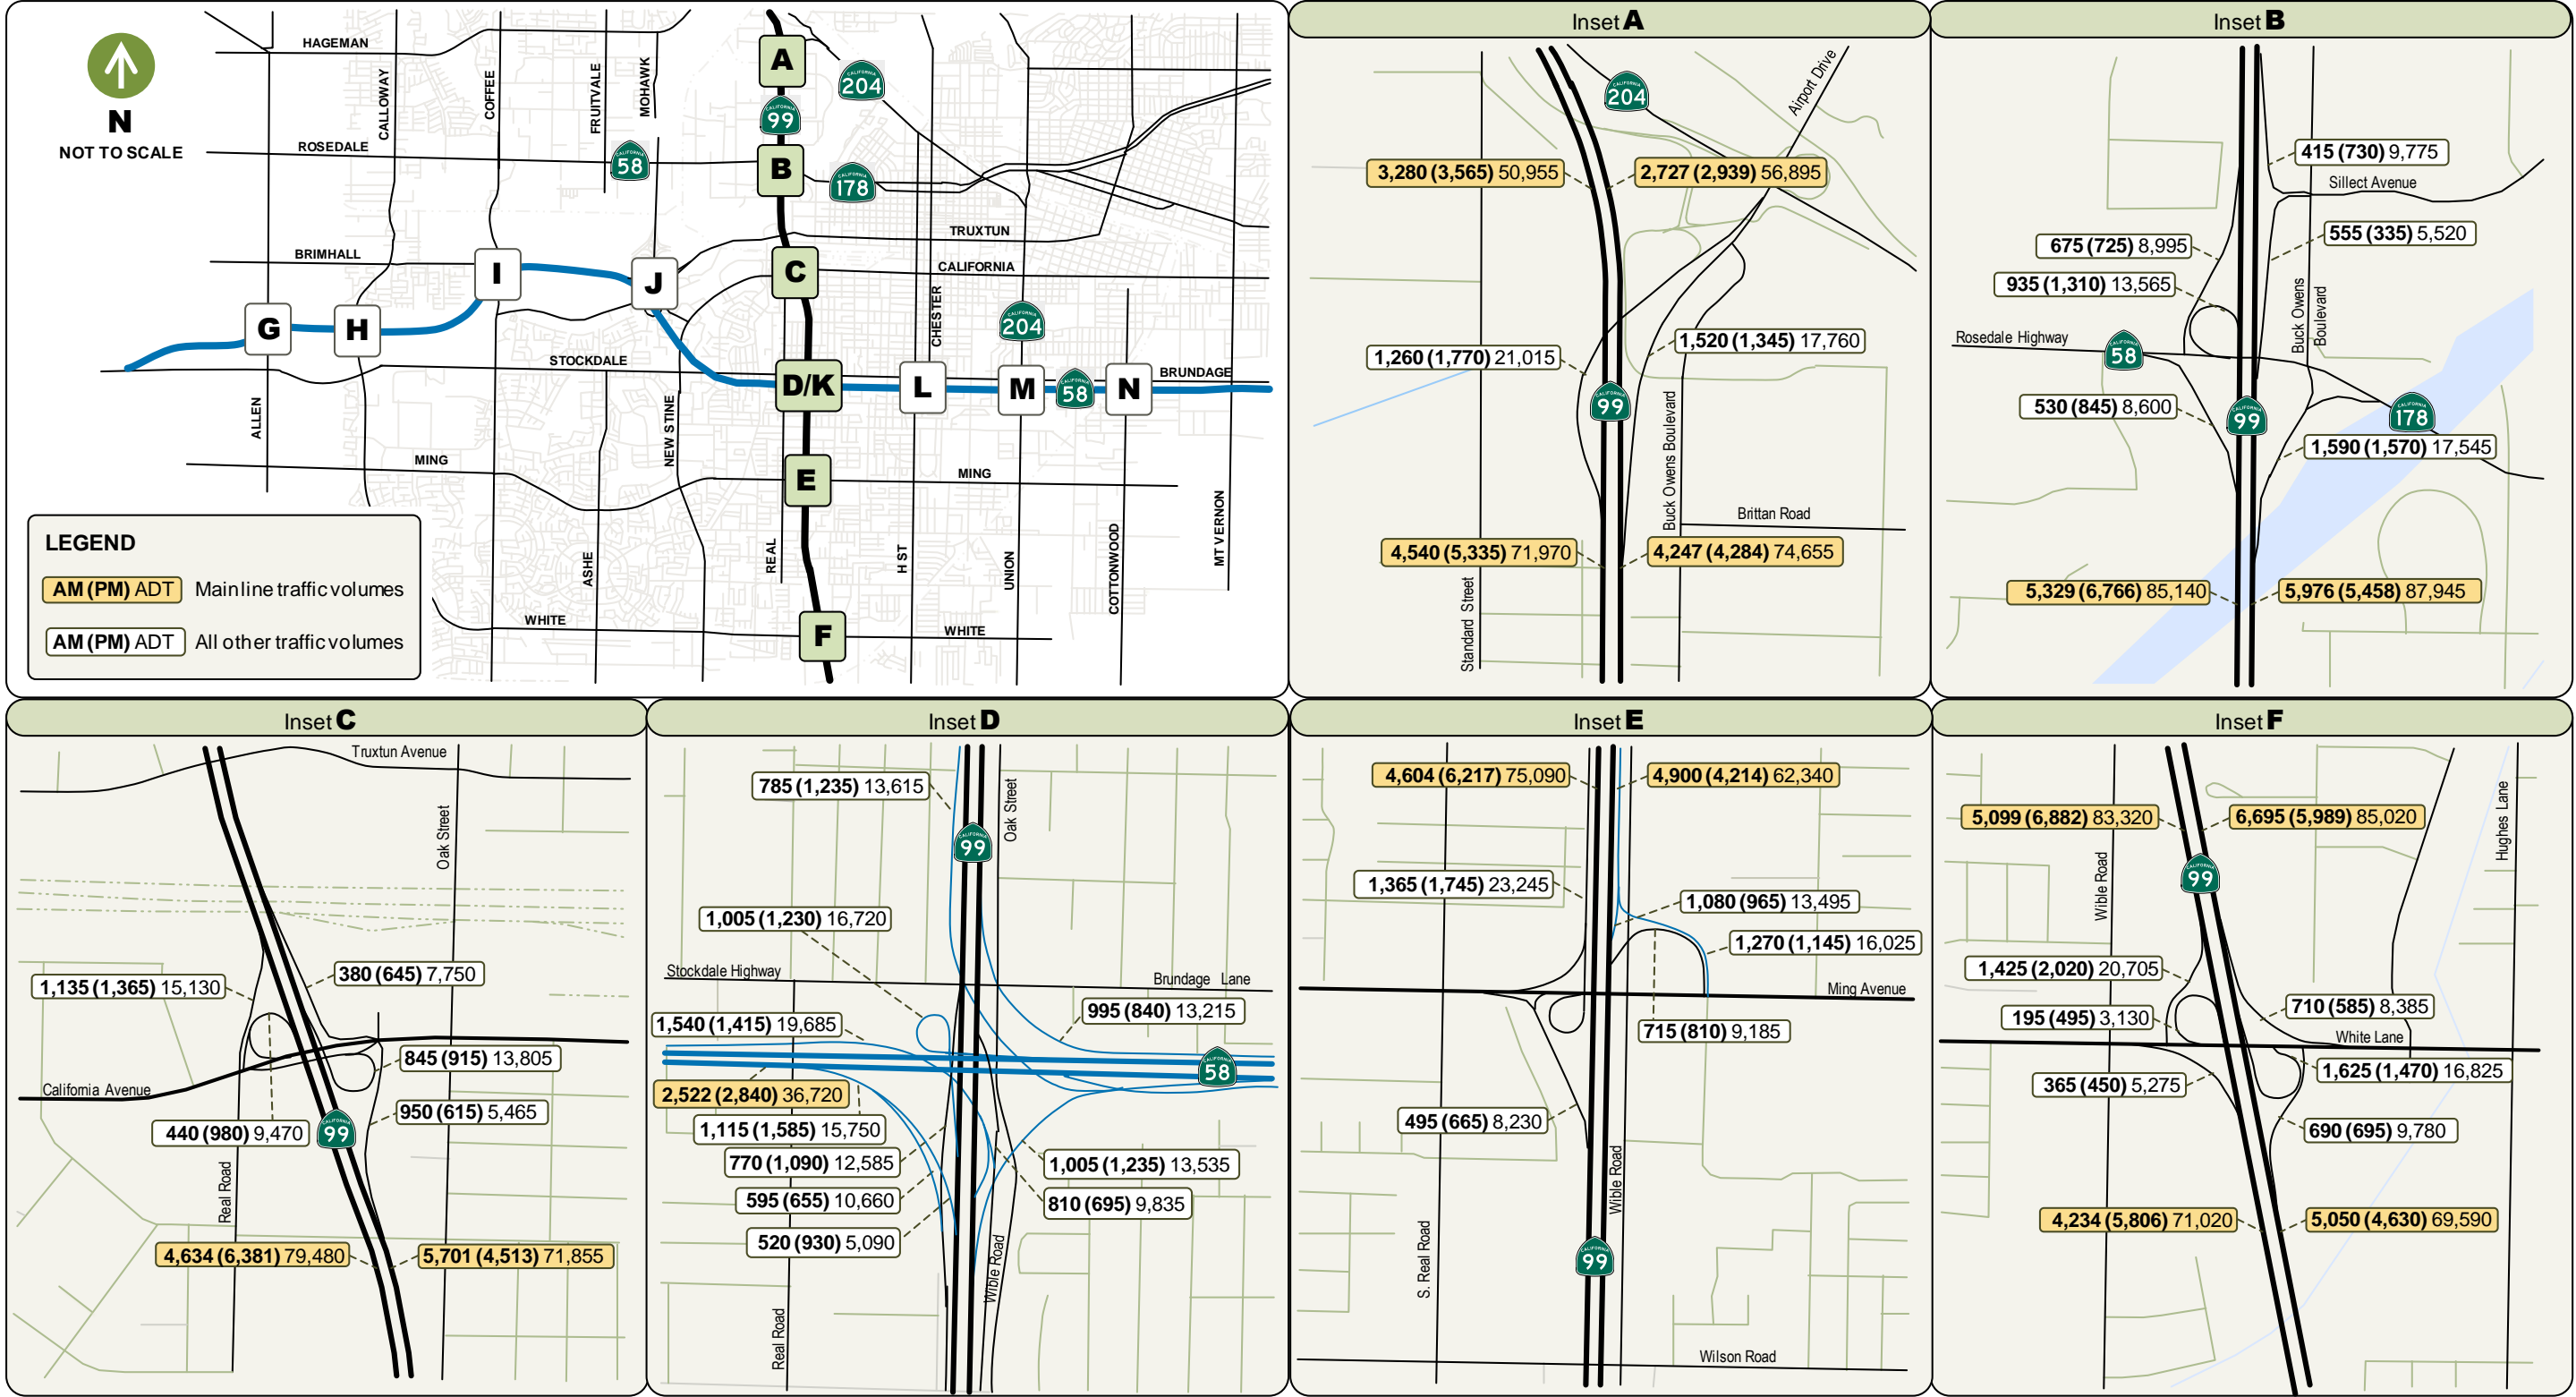 HAGEMAN
CALLOWAY
COFFEE
FRUITVALE
MOHAWK
A
CALIFORNIA
204
CALIFORNIA
99
N
NOT TO SCALE
ROSEDALE
CALIFORNIA
58
B
CALIFORNIA
178
TRUXTUN
BRIMHALL
I
J
C
CALIFORNIA
CHESTER
CALIFORNIA
204
G
H
STOCKDALE
D/K
L
M
CALIFORNIA
58
N
BRUNDAGE
ALLEN
NEW STINE
MING
E
MING
ASHE
REAL
H ST
UNION
COTTONWOOD
MT VERNON
WHITE
F
WHITE
LEGEND
AM (PM) ADT Mainline traffic volumes
AM (PM) ADT All other traffic volumes
Inset A
CALIFORNIA
204
Airport Drive
3,280 (3,565) 50,955
2,727 (2,939) 56,895
1,260 (1,770) 21,015
1,520 (1,345) 17,760
CALIFORNIA
99
Buck Owens Boulevard
Brittan Road
4,540 (5,335) 71,970
4,247 (4,284) 74,655
Standard Street
Inset B
415 (730) 9,775
Sillect Avenue
555 (335) 5,520
675 (725) 8,995
935 (1,310) 13,565
Buck Owens
Boulevard
Rosedale Highway
CALIFORNIA
58
530 (845) 8,600
CALIFORNIA
99
CALIFORNIA
178
1,590 (1,570) 17,545
5,329 (6,766) 85,140
5,976 (5,458) 87,945
Inset C
Truxtun Avenue
Oak Street
380 (645) 7,750
1,135 (1,365) 15,130
845 (915) 13,805
California Avenue
950 (615) 5,465
440 (980) 9,470
CALIFORNIA
99
Real Road
4,634 (6,381) 79,480
5,701 (4,513) 71,855
Inset D
785 (1,235) 13,615
Oak Street
CALIFORNIA
99
1,005 (1,230) 16,720
Stockdale Highway
Brundage Lane
995 (840) 13,215
1,540 (1,415) 19,685
CALIFORNIA
58
2,522 (2,840) 36,720
1,115 (1,585) 15,750
770 (1,090) 12,585
1,005 (1,235) 13,535
595 (655) 10,660
810 (695) 9,835
520 (930) 5,090
Wible Road
Real Road
Inset E
4,604 (6,217) 75,090
4,900 (4,214) 62,340
1,365 (1,745) 23,245
1,080 (965) 13,495
1,270 (1,145) 16,025
Ming Avenue
715 (810) 9,185
495 (665) 8,230
Wible Road
S. Real Road
CALIFORNIA
99
Wilson Road
Inset F
5,099 (6,882) 83,320
6,695 (5,989) 85,020
Hughes Lane
Wible Road
CALIFORNIA
99
1,425 (2,020) 20,705
710 (585) 8,385
195 (495) 3,130
White Lane
1,625 (1,470) 16,825
365 (450) 5,275
690 (695) 9,780
4,234 (5,806) 71,020
5,050 (4,630) 69,590